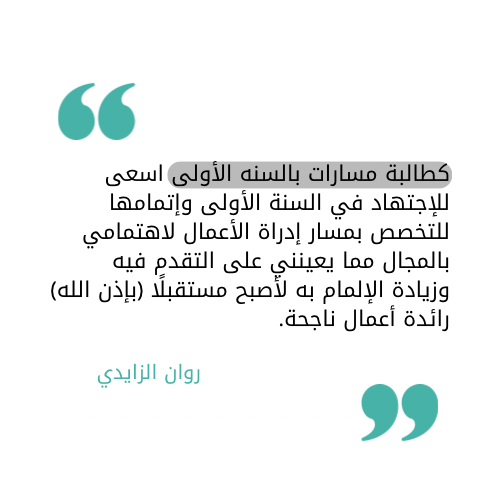 كطالبة مسارات بالسنه الأولى اسعى
للإجتهاد في السنة الأولى وإتمامها
للتخصص بمسار إدراة الأعمال لاهتمامي
بالمجال مما يعينني على التقدم فيه
وزيادة الإلمام به لأصبح مستقبلًا (بإذن الله)
رائدة أعمال ناجحة.
روان الزايدي